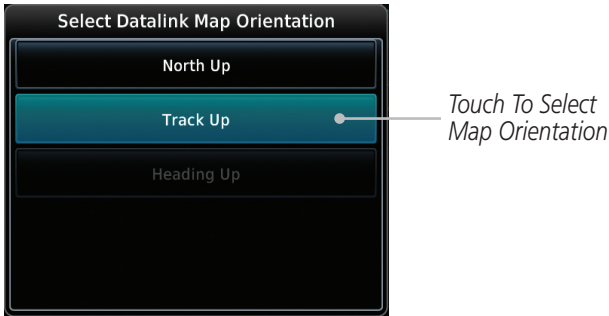 Select Datalink Map Orientation
North Up
Track Up
Heading Up
Touch To Select
Map Orientation